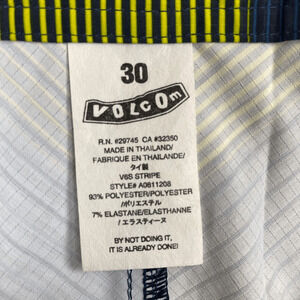 30
VOLCOM
R.N. #29745 CA #32350
MADE IN THAILAND/
FABRIQUE EN THAILANDE/
タイ製
V6S STRIPE
STYLE# A0811208
93% POLYESTER/POLYESTER
/ポリエステル
7% ELASTANE/ELASTHANNE
/エラスティーヌ
BY NOT DOING IT,
IT IS ALREADY DONE!